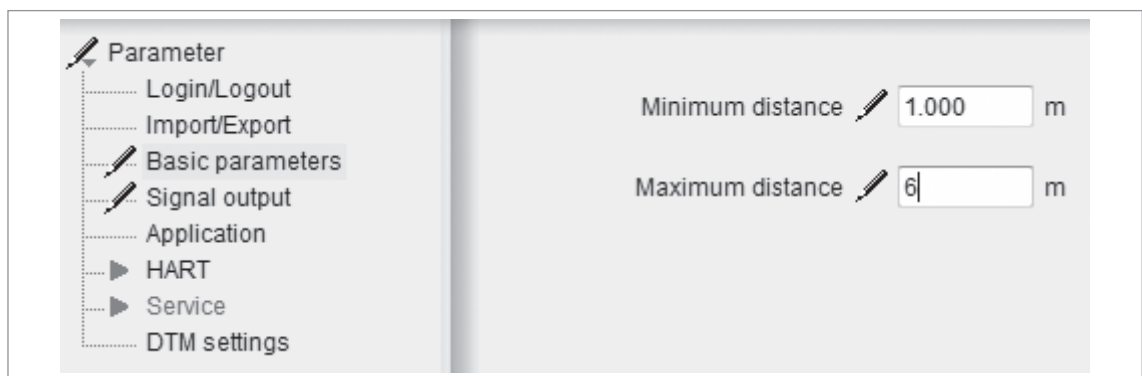 Parameter
Login/Logout
Import/Export
Basic parameters
Signal output
Application
HART
Service
DTM settings
Minimum distance 1.000 m
Maximum distance 6 m